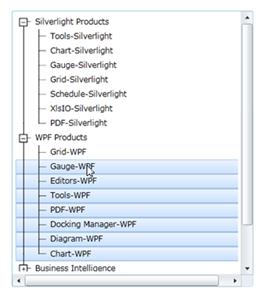 Silverlight Products
Tools-Silverlight
Chart-Silverlight
Gauge-Silverlight
Grid-Silverlight
Schedule-Silverlight
XlsIO-Silverlight
PDF-Silverlight
WPF Products
Grid-WPF
Gauge-WPF
Editors-WPF
Tools-WPF
PDF-WPF
Docking Manager-WPF
Diagram-WPF
Chart-WPF
Business Intelligence